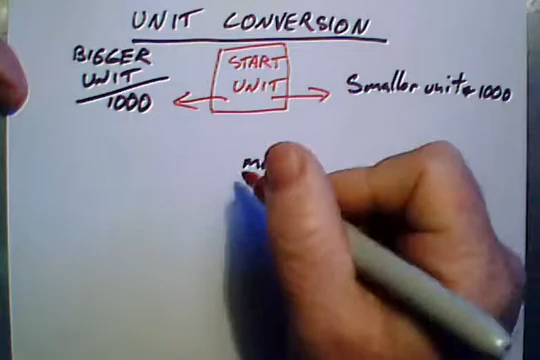 UNIT CONVERSION
BIGGER
UNIT
1000
START
UNIT
Smaller unit 1000